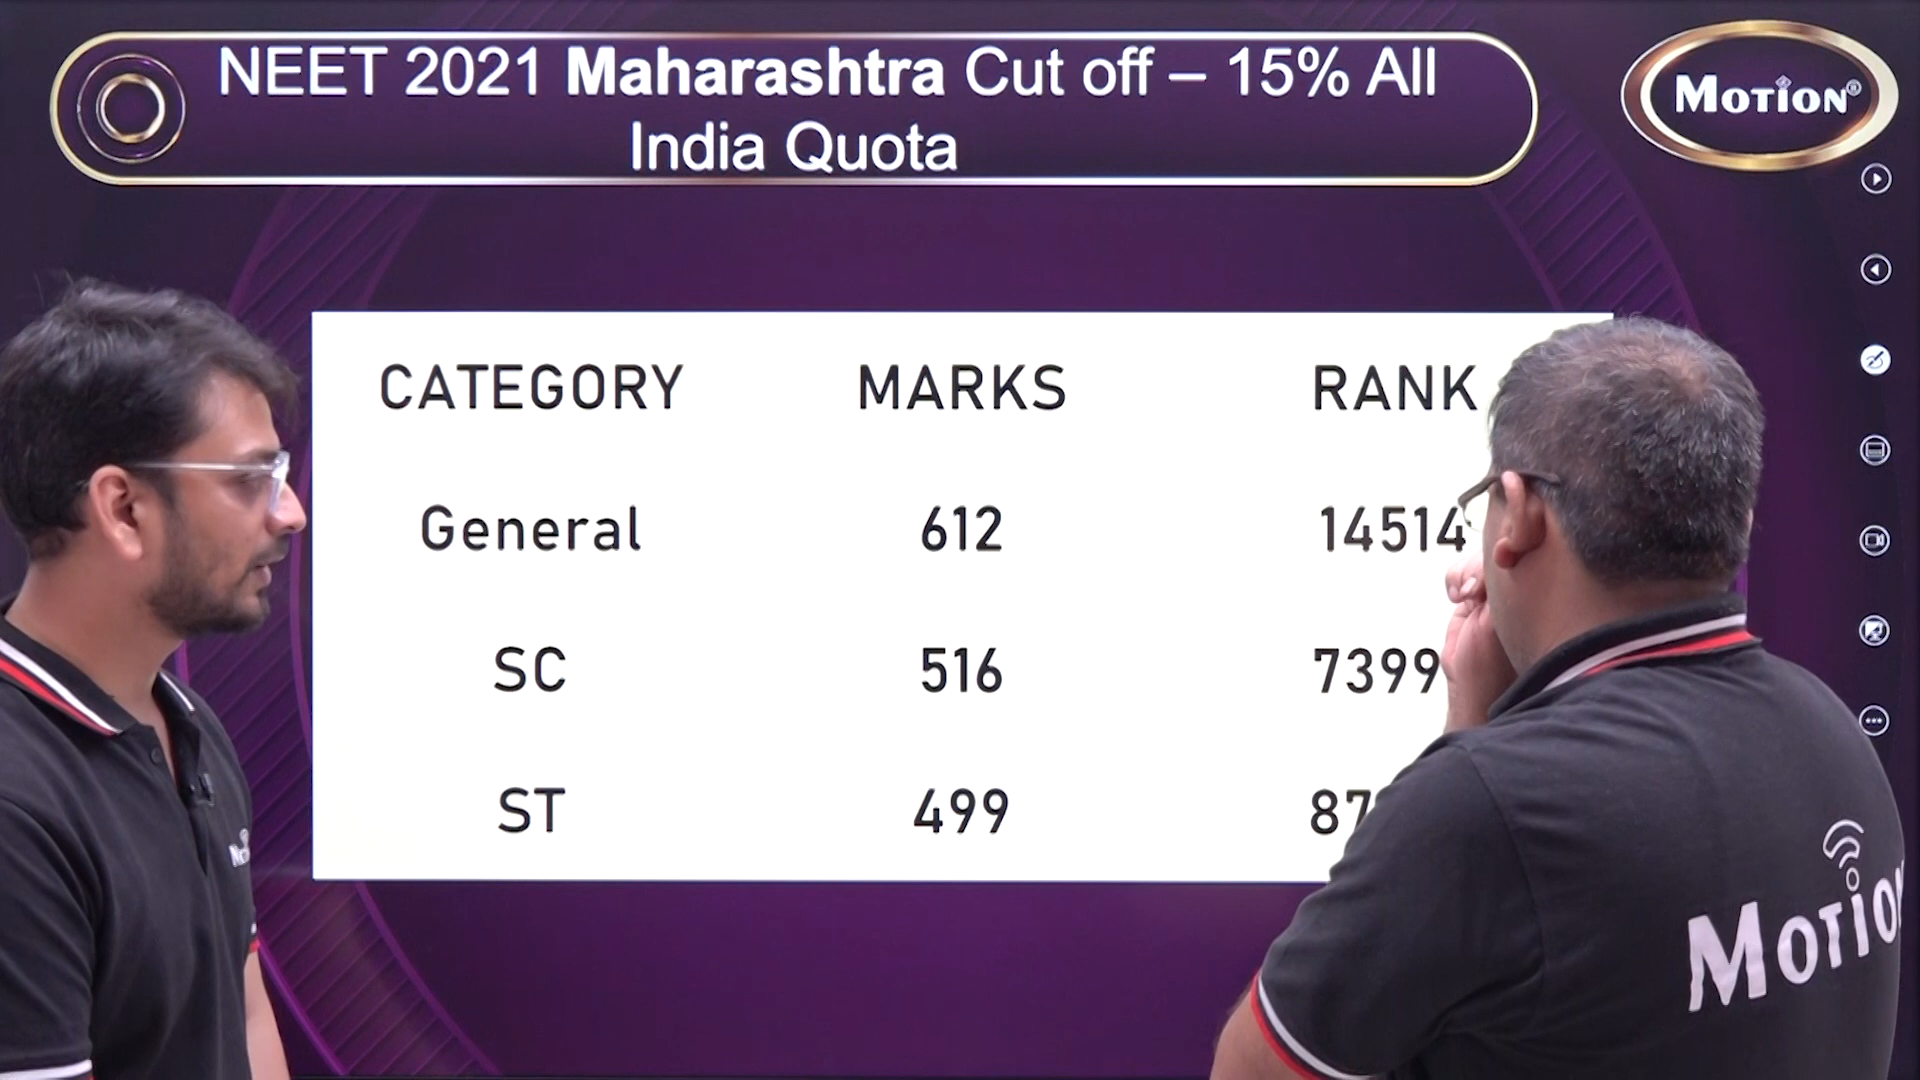 NEET 2021 Maharashtra Cut off – 15% All
India Quota
MOTION®
CATEGORY MARKS RANK
General 612 14514
SC 516
ST 499
MOTION